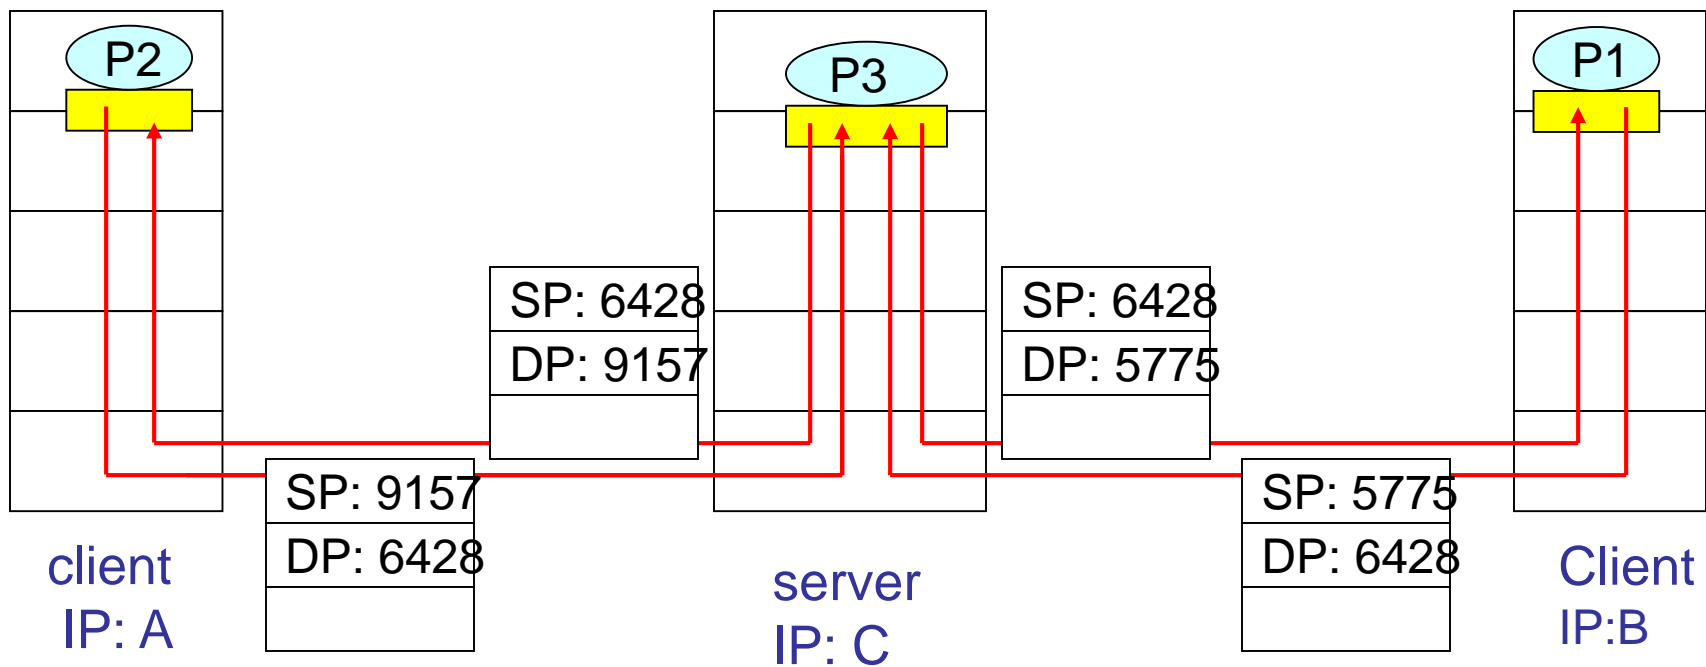 P2
P3
P1
SP: 6428
DP: 9157
SP: 6428
DP: 5775
SP: 9157
DP: 6428
SP: 5775
DP: 6428
client
IP: A
server
IP: C
Client
IP:B